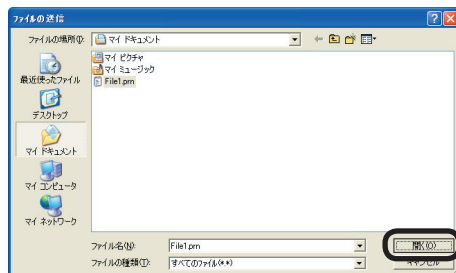 ファイルの送信
ファイルの場所(I):
マイ ドキュメント
マイ ピクチャ
マイ ミュージック
File1.prn
最近使ったファイル
デスクトップ
マイ ドキュメント
マイ コンピュータ
マイ ネットワーク
ファイル名(N):
File1.prn
開く(O)
ファイルの種類(T):
すべてのファイル(*.*)
キャンセル